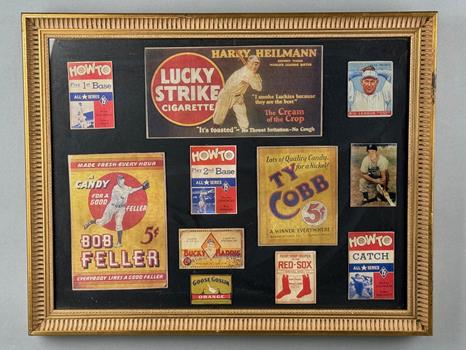 HOW-TO
Play 1st Base
ALL SERIES
HARRY HEILMANN
LUCKY
STRIKE
CIGARETTE
"I smoke Luckies because
they are the best"
The Cream
of the Crop
"It's toasted"
No Throat Irritation-No Cough
MADE FRESH EVERY HOUR
A CANDY
FOR A
GOOD
FELLER
5¢
BOB
FELLER
EVERYBODY LIKES A GOOD FELLER
HOW-TO
Play 2nd Base
ALL SERIES
Lots of Quality Candy
for a Nickel!
TY
COBB
5¢
A WINNER EVERYWHERE
BUCKY HARRIS
GOOSE GOSLIN
ORANGE
RED-SOX
HOW-TO
CATCH
ALL SERIES